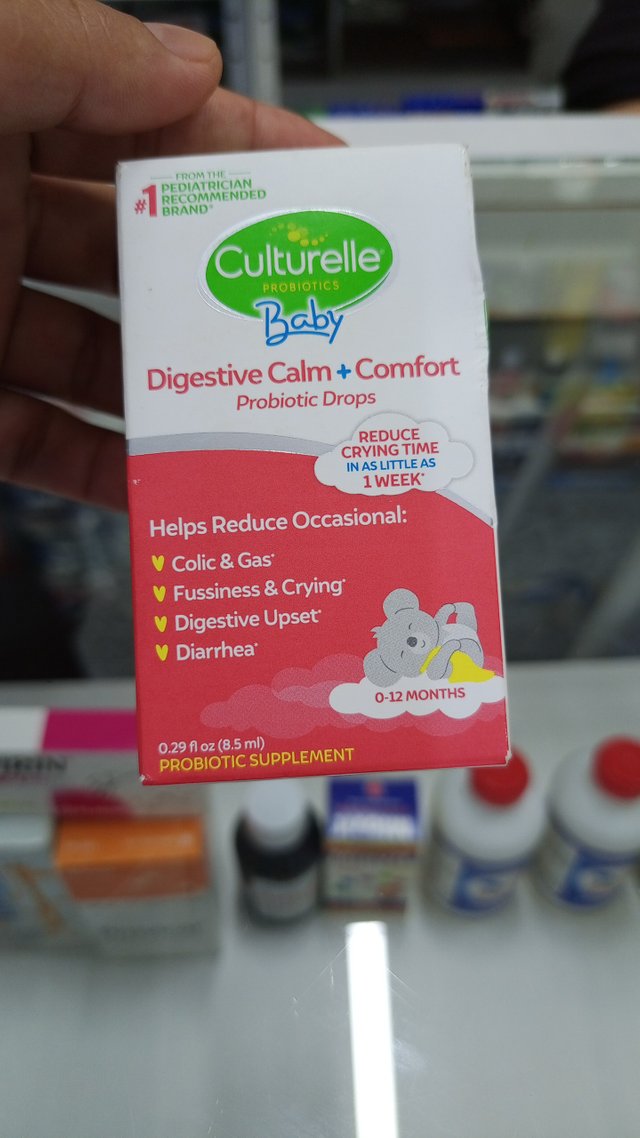 FROM THE
#1 PEDIATRICIAN
RECOMMENDED
BRAND*
Culturelle®
PROBIOTICS
Baby
Digestive Calm + Comfort
Probiotic Drops
REDUCE
CRYING TIME
IN AS LITTLE AS
1 WEEK*
Helps Reduce Occasional:
Colic & Gas*
Fussiness & Crying*
Digestive Upset*
Diarrhea*
0-12 MONTHS
0.29 fl oz (8.5 ml)
PROBIOTIC SUPPLEMENT